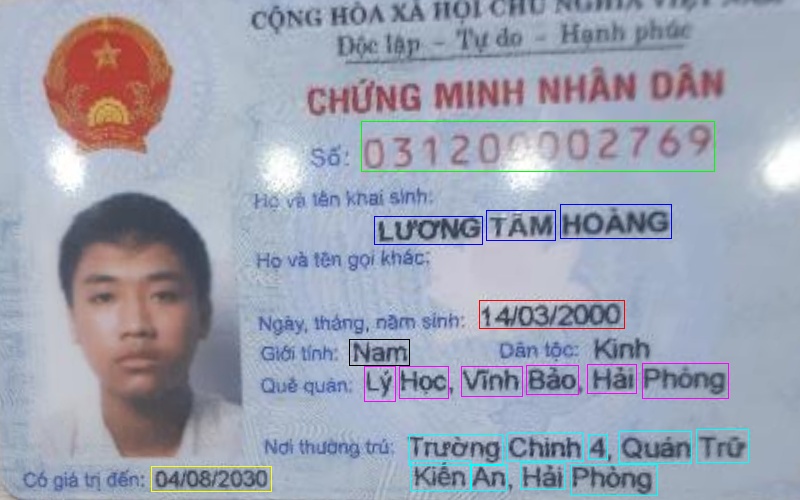 CỘNG HÒA XÃ HỘI CHỦ NGHĨA VIỆT NAM
Độc lập - Tự do - Hạnh phúc
CHỨNG MINH NHÂN DÂN
Số: 031200002769
Họ và tên khai sinh:
LƯƠNG TÂM HOÀNG
Họ và tên gọi khác:
Ngày, tháng, năm sinh: 14/03/2000
Giới tính: Nam Dân tộc: Kinh
Quê quán: Lý Học, Vĩnh Bảo, Hải Phòng
Nơi thường trú: Trường Chinh 4, Quán Trữ
Kiến An, Hải Phòng
Có giá trị đến: 04/08/2030